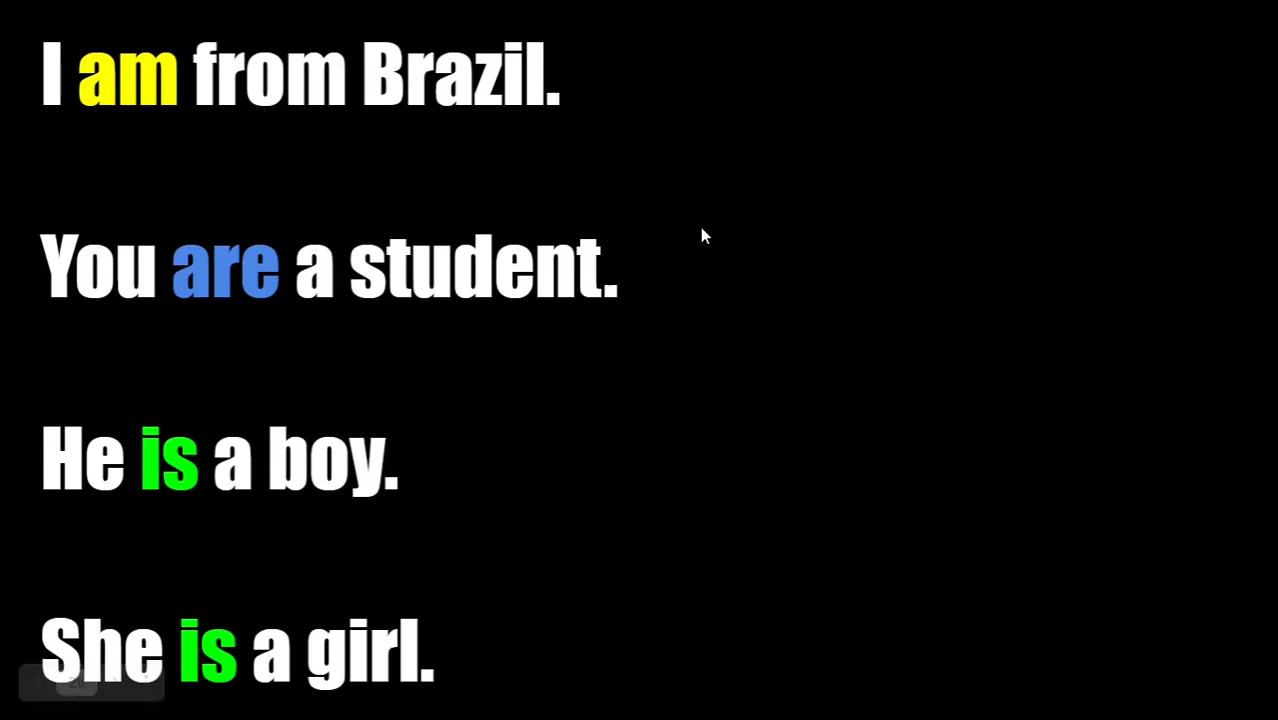 I am from Brazil.
You are a student.
He is a boy.
She is a girl.